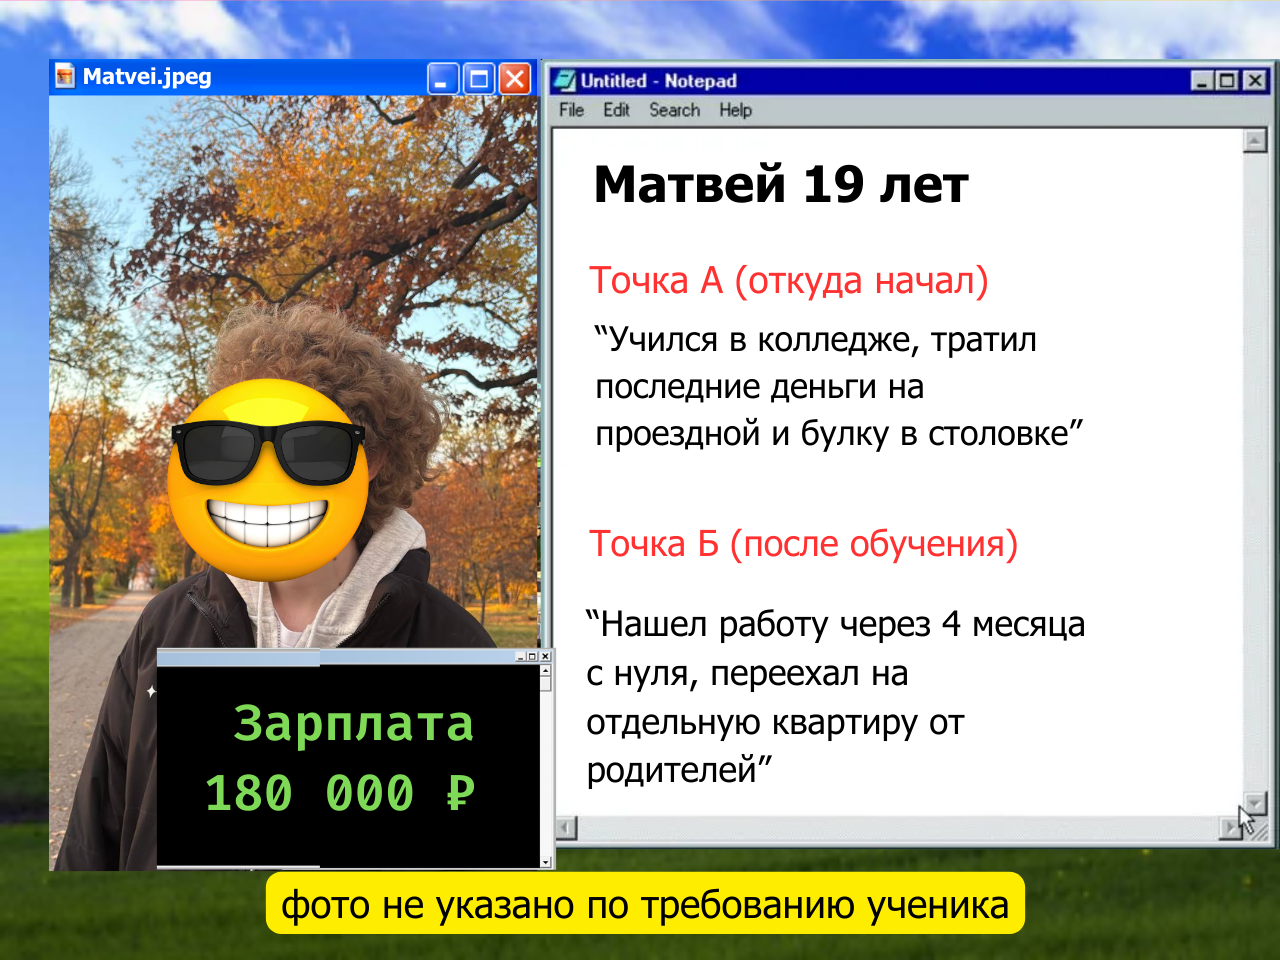 Matvei.jpeg
Untitled - Notepad
File Edit Search Help
Матвей 19 лет
Точка А (откуда начал)
“Учился в колледже, тратил
последние деньги на
проездной и булку в столовке”
Точка Б (после обучения)
“Нашел работу через 4 месяца
с нуля, переехал на
отдельную квартиру от
родителей”
Зарплата
180 000 ₽
фото не указано по требованию ученика